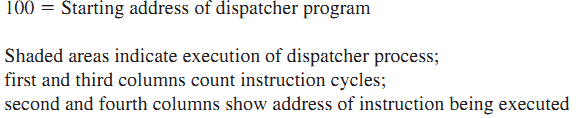 100 = Starting address of dispatcher program
Shaded areas indicate execution of dispatcher process;
first and third columns count instruction cycles;
second and fourth columns show address of instruction being executed